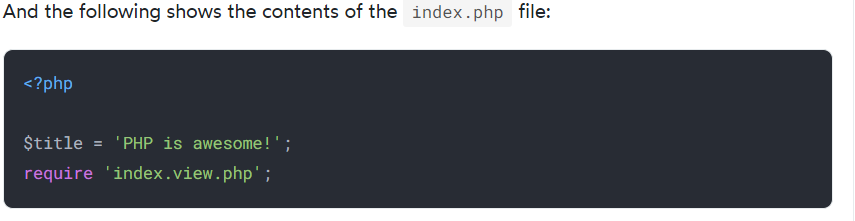 And the following shows the contents of the index.php file:
<?php
$title = 'PHP is awesome!';
require 'index.view.php';